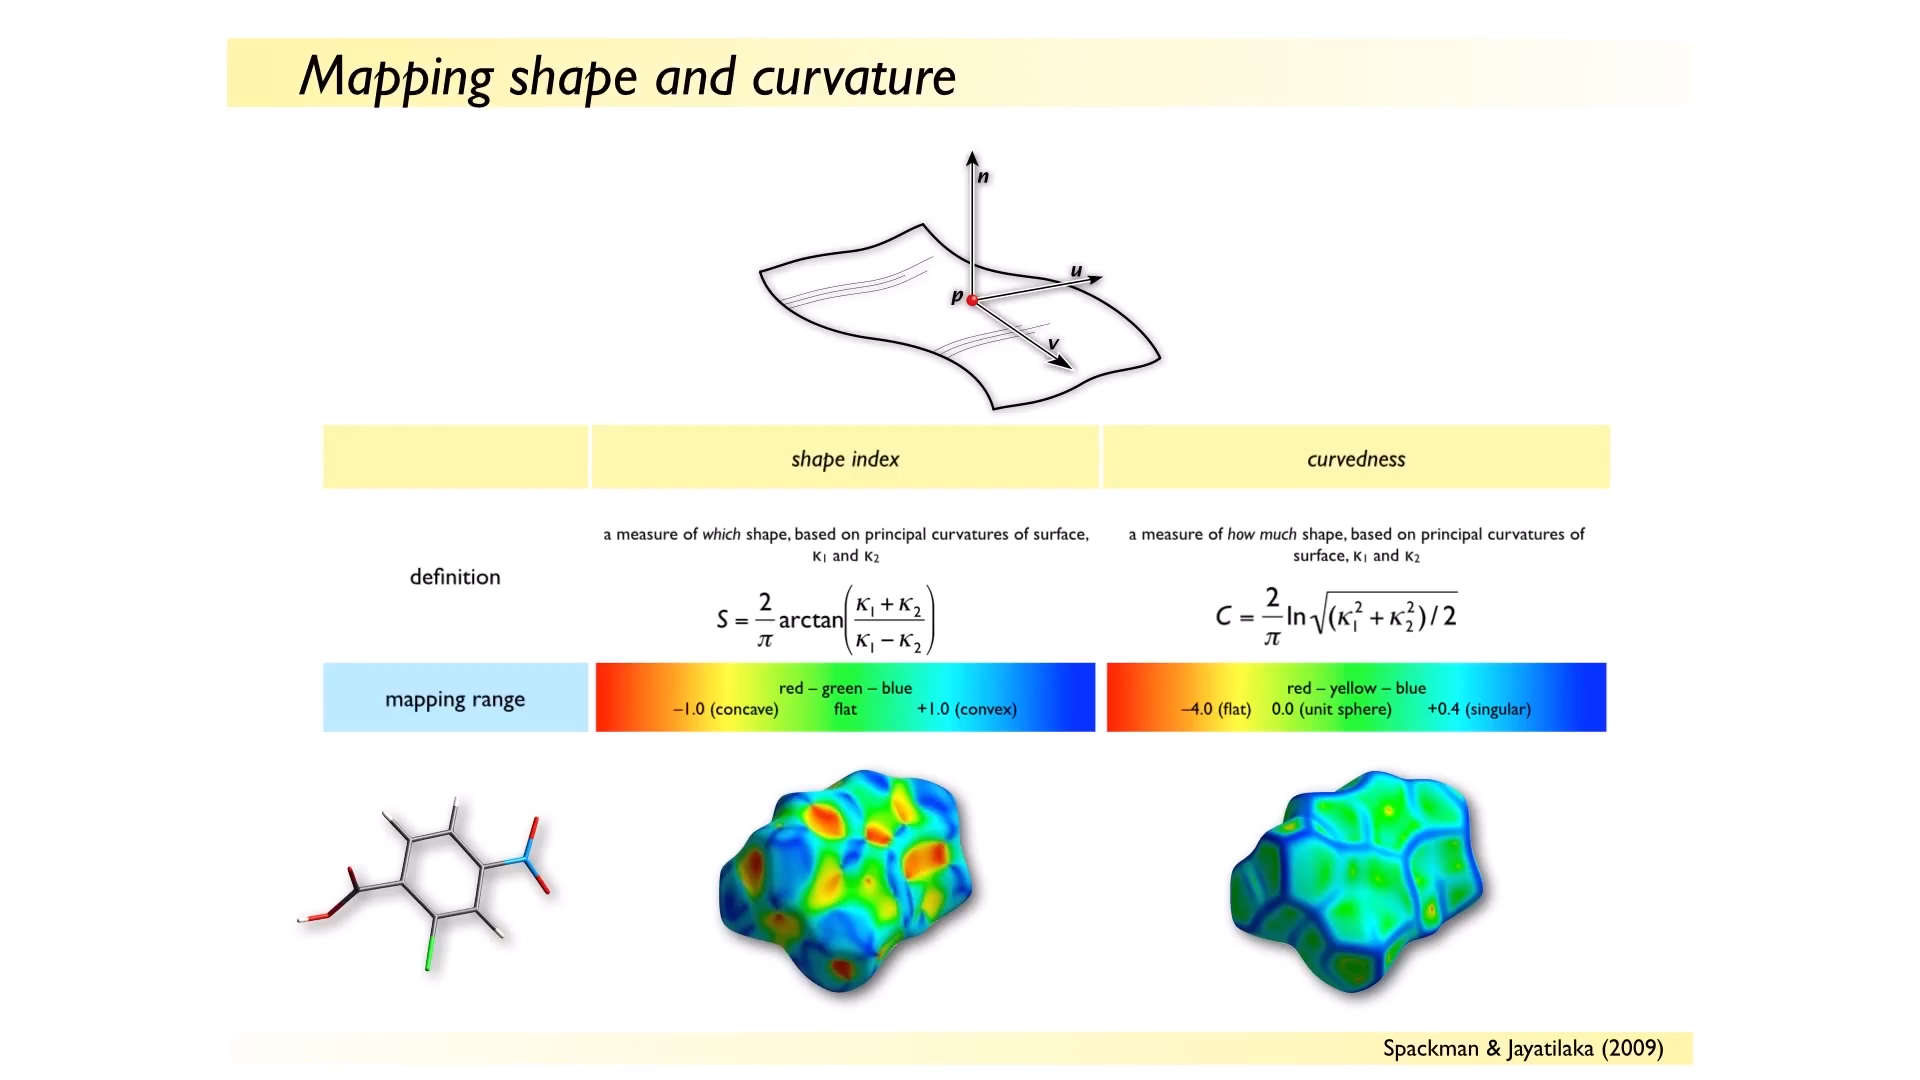 Mapping shape and curvature
n
u
p
v
shape index
curvedness
definition
a measure of which shape, based on principal curvatures of surface,
κ₁ and κ₂
S = 2/π arctan((κ₁ + κ₂)/(κ₁ − κ₂))
a measure of how much shape, based on principal curvatures of
surface, κ₁ and κ₂
C = 2/π ln√((κ₁² + κ₂²)/2)
mapping range
red – green – blue
–1.0 (concave) flat +1.0 (convex)
red – yellow – blue
–4.0 (flat) 0.0 (unit sphere) +0.4 (singular)
Spackman & Jayatilaka (2009)